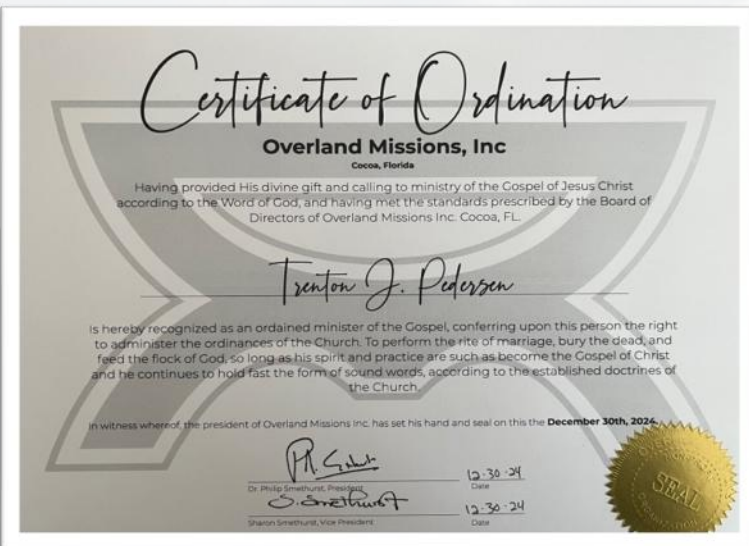 Certificate of Ordination
Overland Missions, Inc
Cocoa, Florida
Having provided His divine gift and calling to ministry of the Gospel of Jesus Christ
according to the Word of God, and having met the standards prescribed by the Board of
Directors of Overland Missions Inc. Cocoa, FL.
Trenton J. Pedersen
is hereby recognized as an ordained minister of the Gospel, conferring upon this person the right
to administer the ordinances of the Church. To perform the rite of marriage, bury the dead, and
feed the flock of God, so long as his spirit and practice are such as become the Gospel of Christ
and he continues to hold fast the form of sound words, according to the established doctrines of
the Church.
In witness whereof, the president of Overland Missions Inc. has set his hand and seal on this the December 30th, 2024.
12-30-24
Dr. Philip Smethurst, President
Date
S. Smethurst
12-30-24
Sharon Smethurst, Vice President
Date
SEAL